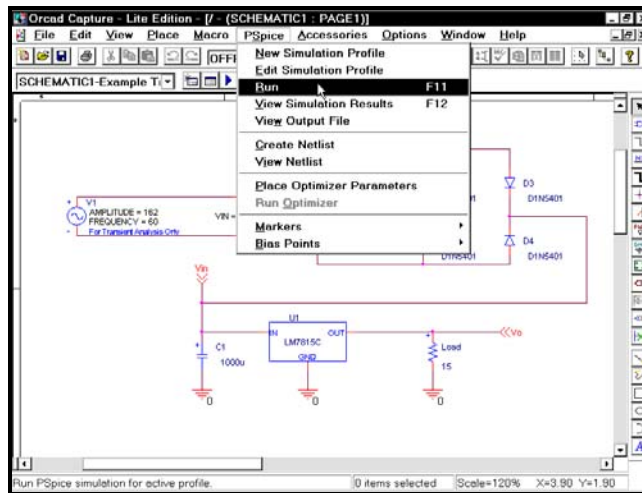 Orcad Capture - Lite Edition - [/ - (SCHEMATIC1 : PAGE1)]
File Edit View Place Macro PSpice Accessories Options Window Help
SCHEMATIC1-Example
New Simulation Profile
Edit Simulation Profile
Run F11
View Simulation Results F12
View Output File
Create Netlist
View Netlist
Place Optimizer Parameters
Run Optimizer
Markers
Bias Points
V1
AMPLITUDE = 162
FREQUENCY = 60
For Transient Analysis Only
VIN =
D3
D1N5401
D4
D1N5401
D1N5401
Vin
U1
IN
OUT
LM7815C
GND
C1
1000u
Load
15
Vo
0
0
0
Run PSpice simulation for active profile.
0 items selected
Scale=120%
X=3.90 Y=1.90